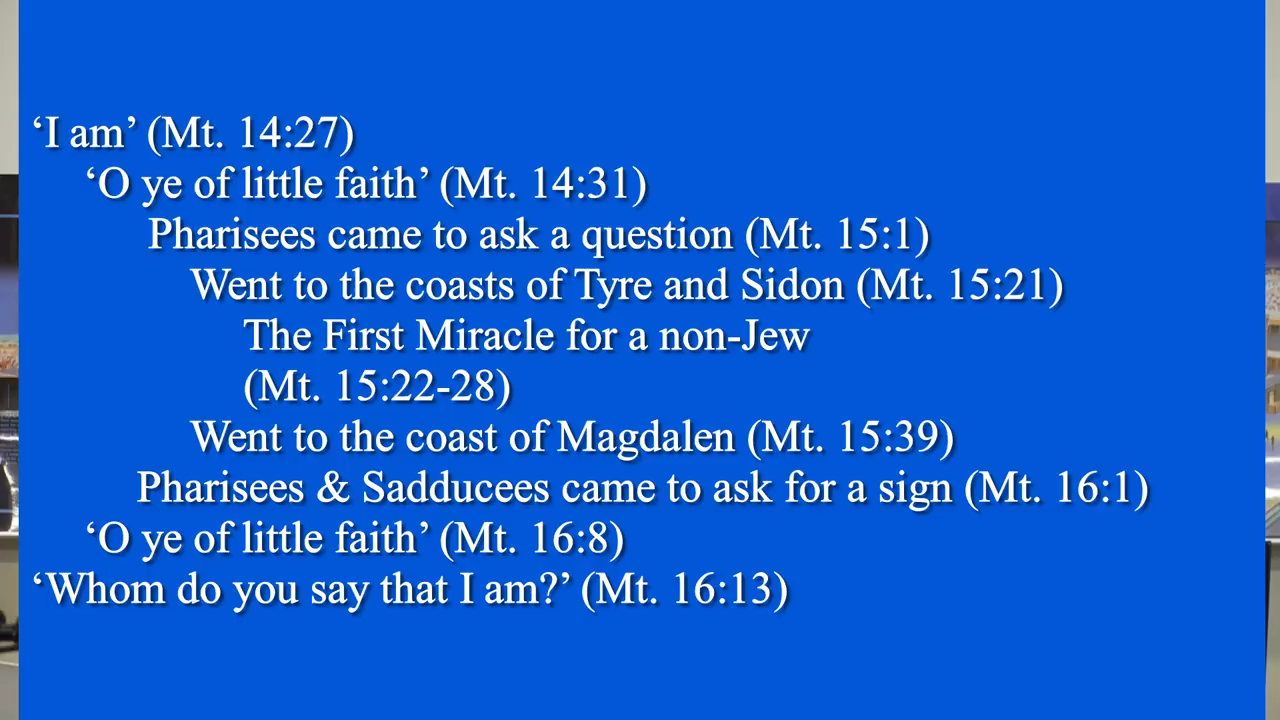 ‘I am’ (Mt. 14:27)
‘O ye of little faith’ (Mt. 14:31)
Pharisees came to ask a question (Mt. 15:1)
Went to the coasts of Tyre and Sidon (Mt. 15:21)
The First Miracle for a non-Jew
(Mt. 15:22-28)
Went to the coast of Magdalen (Mt. 15:39)
Pharisees & Sadducees came to ask for a sign (Mt. 16:1)
‘O ye of little faith’ (Mt. 16:8)
‘Whom do you say that I am?’ (Mt. 16:13)